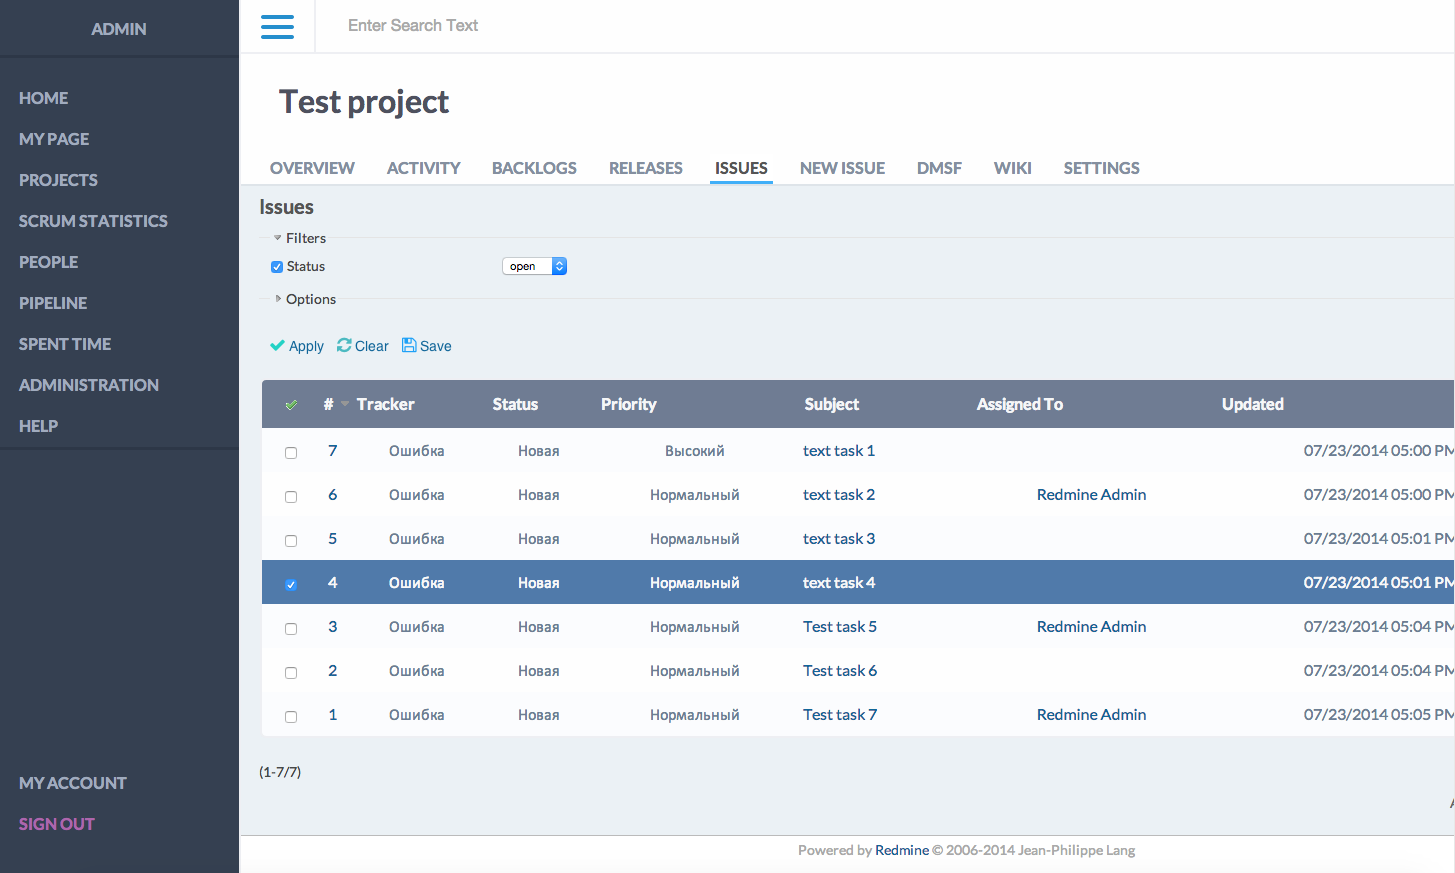 ADMIN
Enter Search Text
HOME
MY PAGE
PROJECTS
SCRUM STATISTICS
PEOPLE
PIPELINE
SPENT TIME
ADMINISTRATION
HELP
MY ACCOUNT
SIGN OUT
Test project
OVERVIEW ACTIVITY BACKLOGS RELEASES ISSUES NEW ISSUE DMSF WIKI SETTINGS
Issues
Filters
Status open
Options
Apply Clear Save
# Tracker Status Priority Subject Assigned To Updated
7 Ошибка Новая Высокий text task 1 07/23/2014 05:00 PM
6 Ошибка Новая Нормальный text task 2 Redmine Admin 07/23/2014 05:00 PM
5 Ошибка Новая Нормальный text task 3 07/23/2014 05:01 PM
4 Ошибка Новая Нормальный text task 4 07/23/2014 05:01 PM
3 Ошибка Новая Нормальный Test task 5 Redmine Admin 07/23/2014 05:04 PM
2 Ошибка Новая Нормальный Test task 6 07/23/2014 05:04 PM
1 Ошибка Новая Нормальный Test task 7 Redmine Admin 07/23/2014 05:05 PM
(1-7/7)
Powered by Redmine © 2006-2014 Jean-Philippe Lang